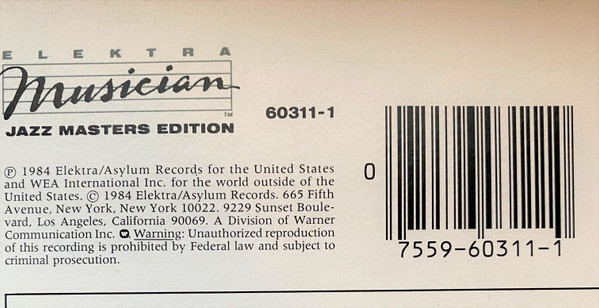 ELEKTRA
Musician
TM
JAZZ MASTERS EDITION
60311-1
℗ 1984 Elektra/Asylum Records for the United States
and WEA International Inc. for the world outside of the
United States. © 1984 Elektra/Asylum Records. 665 Fifth
Avenue, New York, New York 10022. 9229 Sunset Boule-
vard, Los Angeles, California 90069. A Division of Warner
Communication Inc. Warning: Unauthorized reproduction
of this recording is prohibited by Federal law and subject to
criminal prosecution.
0
7559-60311-1